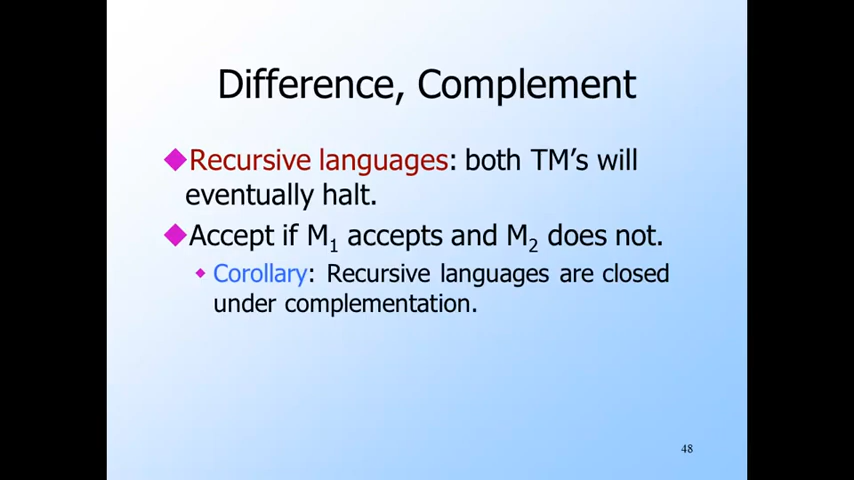 Difference, Complement
Recursive languages: both TM's will
eventually halt.
Accept if M1 accepts and M2 does not.
Corollary: Recursive languages are closed
under complementation.
48